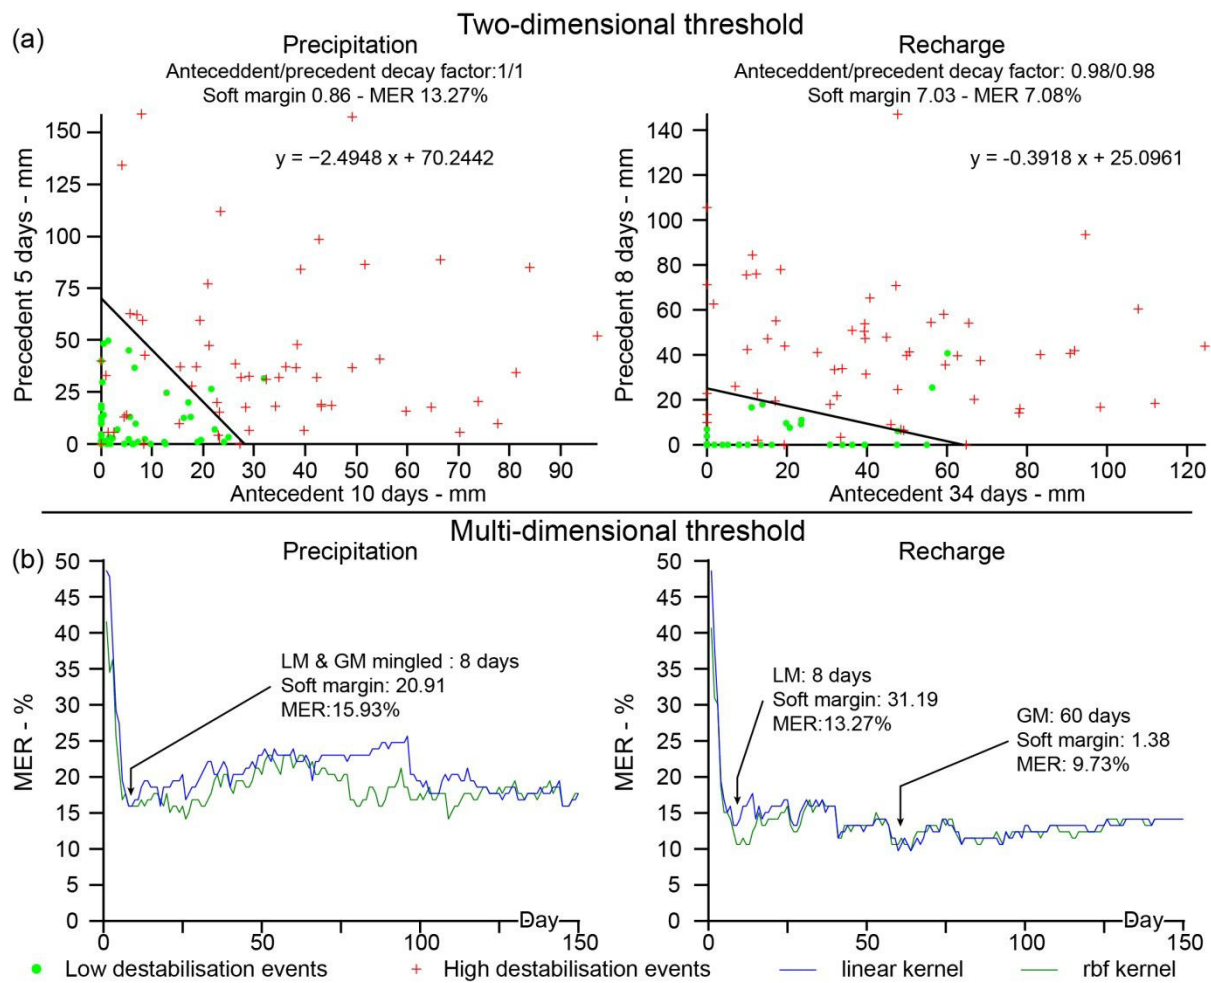 Two-dimensional threshold
(a)
Precipitation
Anteceddent/precedent decay factor:1/1
Soft margin 0.86 - MER 13.27%
y = −2.4948 x + 70.2442
Precedent 5 days - mm
150
125
100
75
50
25
0
0 10 20 30 40 50 60 70 80 90
Antecedent 10 days - mm
Recharge
Anteceddent/precedent decay factor: 0.98/0.98
Soft margin 7.03 - MER 7.08%
y = -0.3918 x + 25.0961
Precedent 8 days - mm
140
120
100
80
60
40
20
0
0 20 40 60 80 100 120
Antecedent 34 days - mm
Multi-dimensional threshold
(b)
Precipitation
MER - %
50
45
40
35
30
25
20
15
10
5
0
LM & GM mingled : 8 days
Soft margin: 20.91
MER:15.93%
Day
0 50 100 150
Recharge
MER - %
50
45
40
35
30
25
20
15
10
5
0
LM: 8 days
Soft margin: 31.19
MER:13.27%
GM: 60 days
Soft margin: 1.38
MER: 9.73%
Day
0 50 100 150
Low destabilisation events High destabilisation events linear kernel rbf kernel